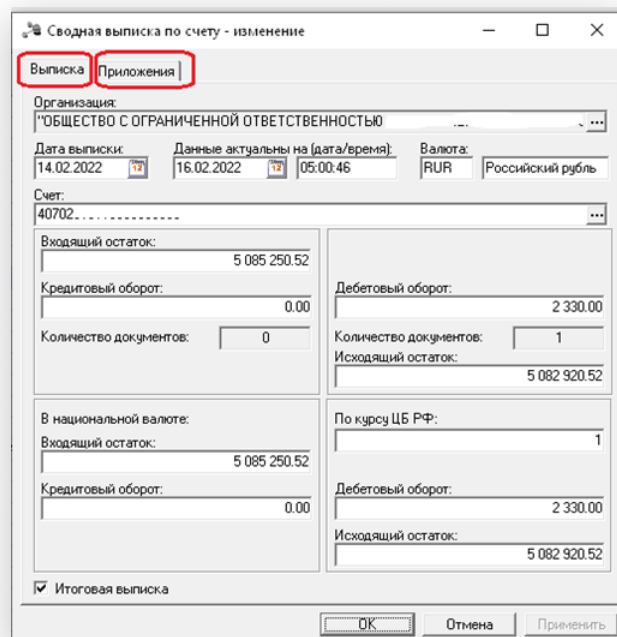 Сводная выписка по счету - изменение
Выписка Приложения
Организация:
"ОБЩЕСТВО С ОГРАНИЧЕННОЙ ОТВЕТСТВЕННОСТЬЮ ...
Дата выписки: Данные актуальны на (дата/время): Валюта:
14.02.2022 16.02.2022 05:00:46 RUR Российский рубль
Счет:
40702 ...
Входящий остаток:
5 085 250.52
Кредитовый оборот: Дебетовый оборот:
0.00 2 330.00
Количество документов: 0 Количество документов: 1
Исходящий остаток:
5 082 920.52
В национальной валюте: По курсу ЦБ РФ:
Входящий остаток: 1
5 085 250.52
Кредитовый оборот: Дебетовый оборот:
0.00 2 330.00
Исходящий остаток:
5 082 920.52
Итоговая выписка
OK Отмена Применить